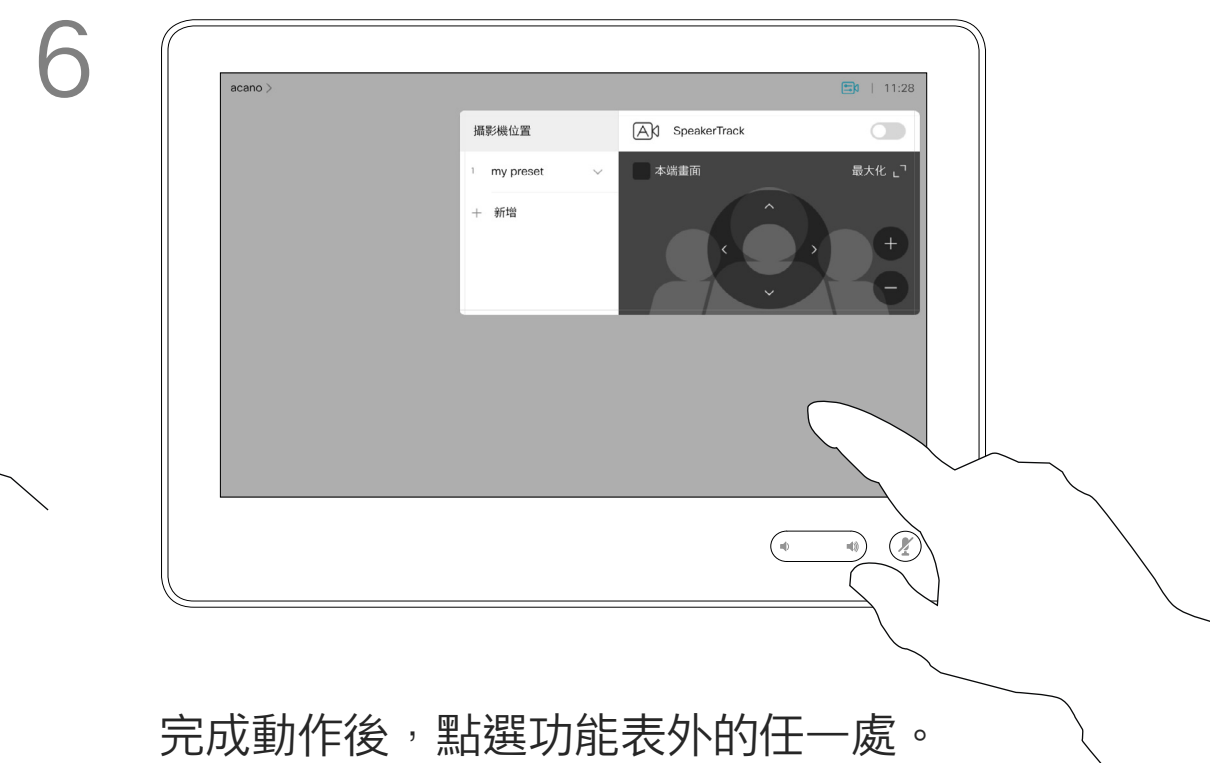 6
acano >
11:28
攝影機位置
SpeakerTrack
1 my preset
本端畫面
最大化
+ 新增
完成動作後，點選功能表外的任一處。